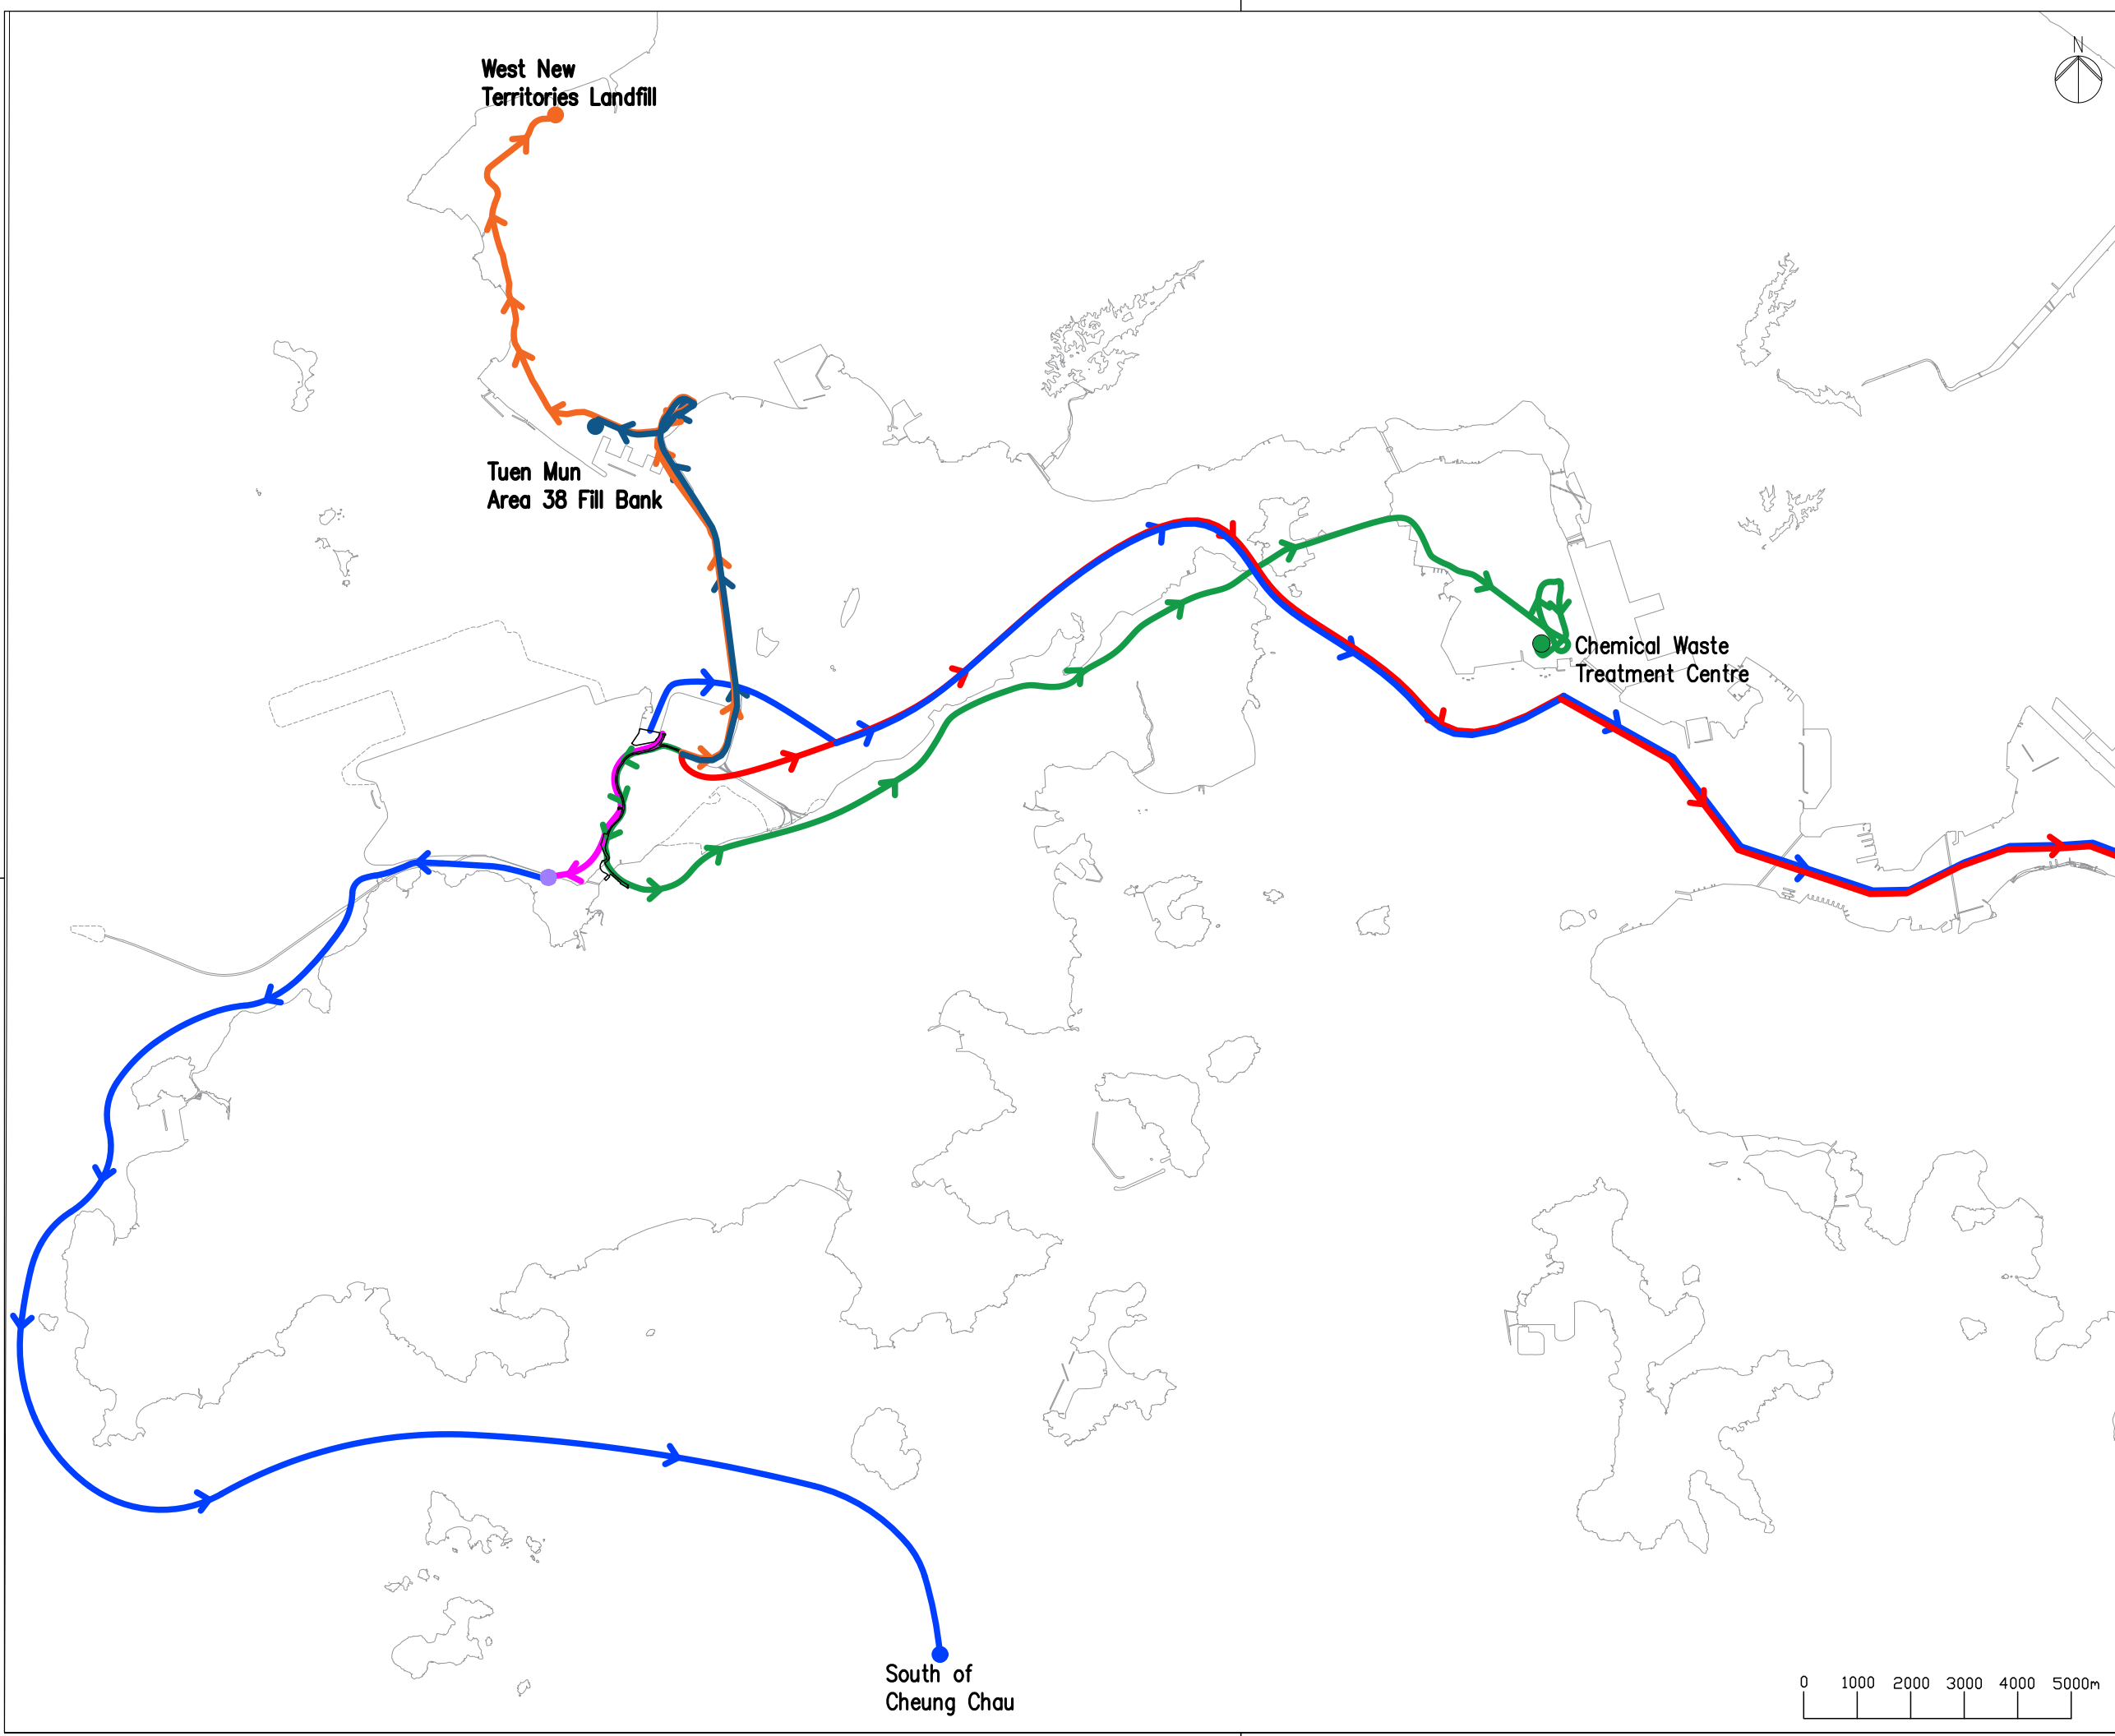 N
West New
Territories Landfill
Tuen Mun
Area 38 Fill Bank
Chemical Waste
Treatment Centre
South of
Cheung Chau
0 1000 2000 3000 4000 5000m